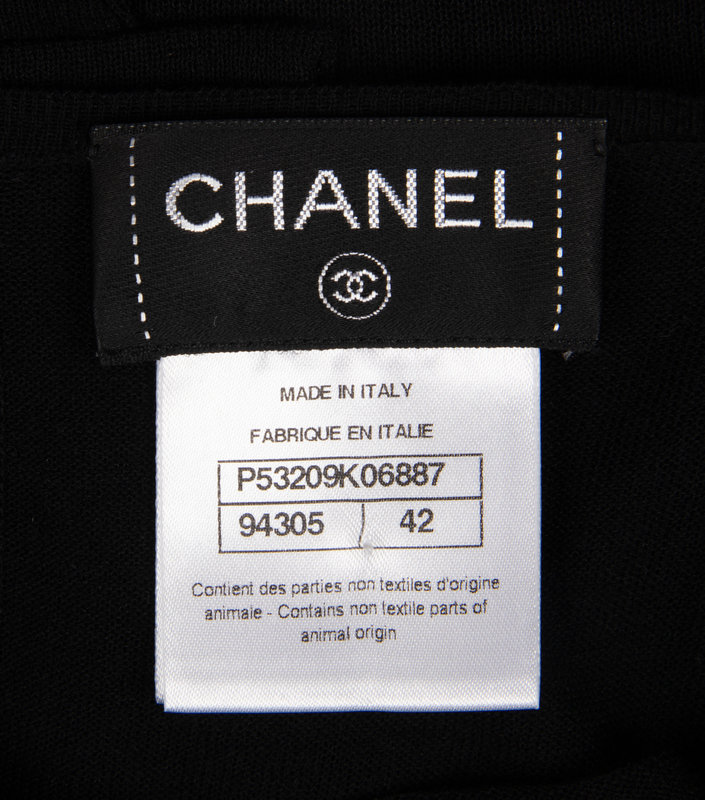 CHANEL
MADE IN ITALY
FABRIQUE EN ITALIE
P53209K06887
94305 42
Contient des parties non textiles d'origine
animale - Contains non textile parts of
animal origin